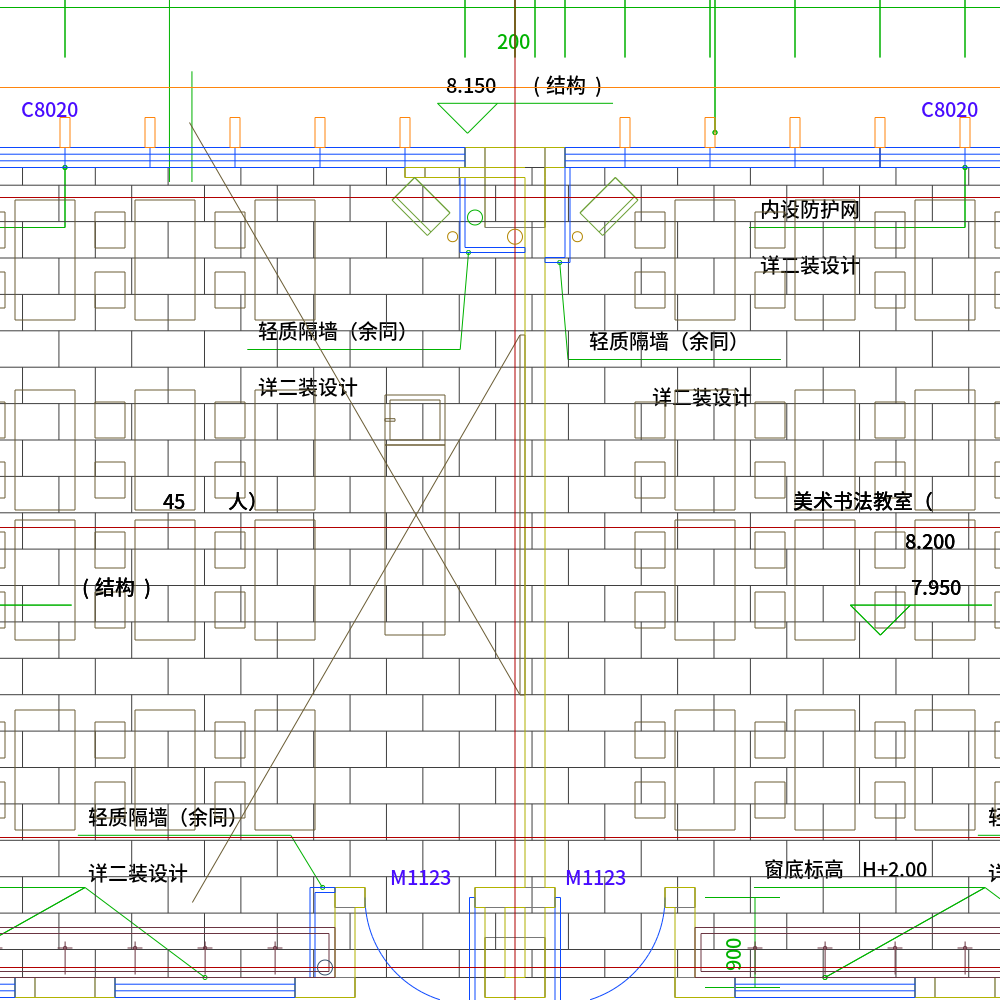 200
8.150 （结构）
C8020
C8020
内设防护网
详二装设计
轻质隔墙（余同）
轻质隔墙（余同）
详二装设计
详二装设计
45 人）
美术书法教室（
8.200
（结构）
7.950
轻质隔墙（余同）
详二装设计
M1123
M1123
窗底标高 H+2.00
900